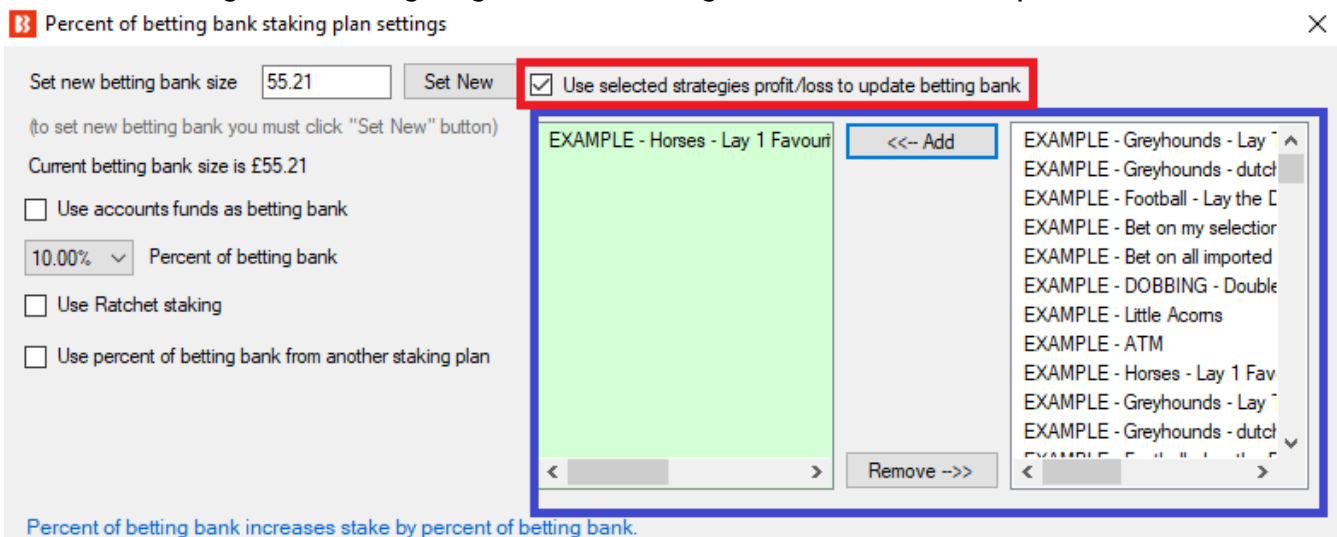 Percent of betting bank staking plan settings
Set new betting bank size 55.21 Set New
Use selected strategies profit/loss to update betting bank
(to set new betting bank you must click "Set New" button)
Current betting bank size is £55.21
Use accounts funds as betting bank
10.00% Percent of betting bank
Use Ratchet staking
Use percent of betting bank from another staking plan
EXAMPLE - Horses - Lay 1 Favourit
<<-- Add
Remove -->>
EXAMPLE - Greyhounds - Lay
EXAMPLE - Greyhounds - dutch
EXAMPLE - Football - Lay the
EXAMPLE - Bet on my selection
EXAMPLE - Bet on all imported
EXAMPLE - DOBBING - Double
EXAMPLE - Little Acorns
EXAMPLE - ATM
EXAMPLE - Horses - Lay 1 Fav
EXAMPLE - Greyhounds - Lay
EXAMPLE - Greyhounds - dutch
Percent of betting bank increases stake by percent of betting bank.